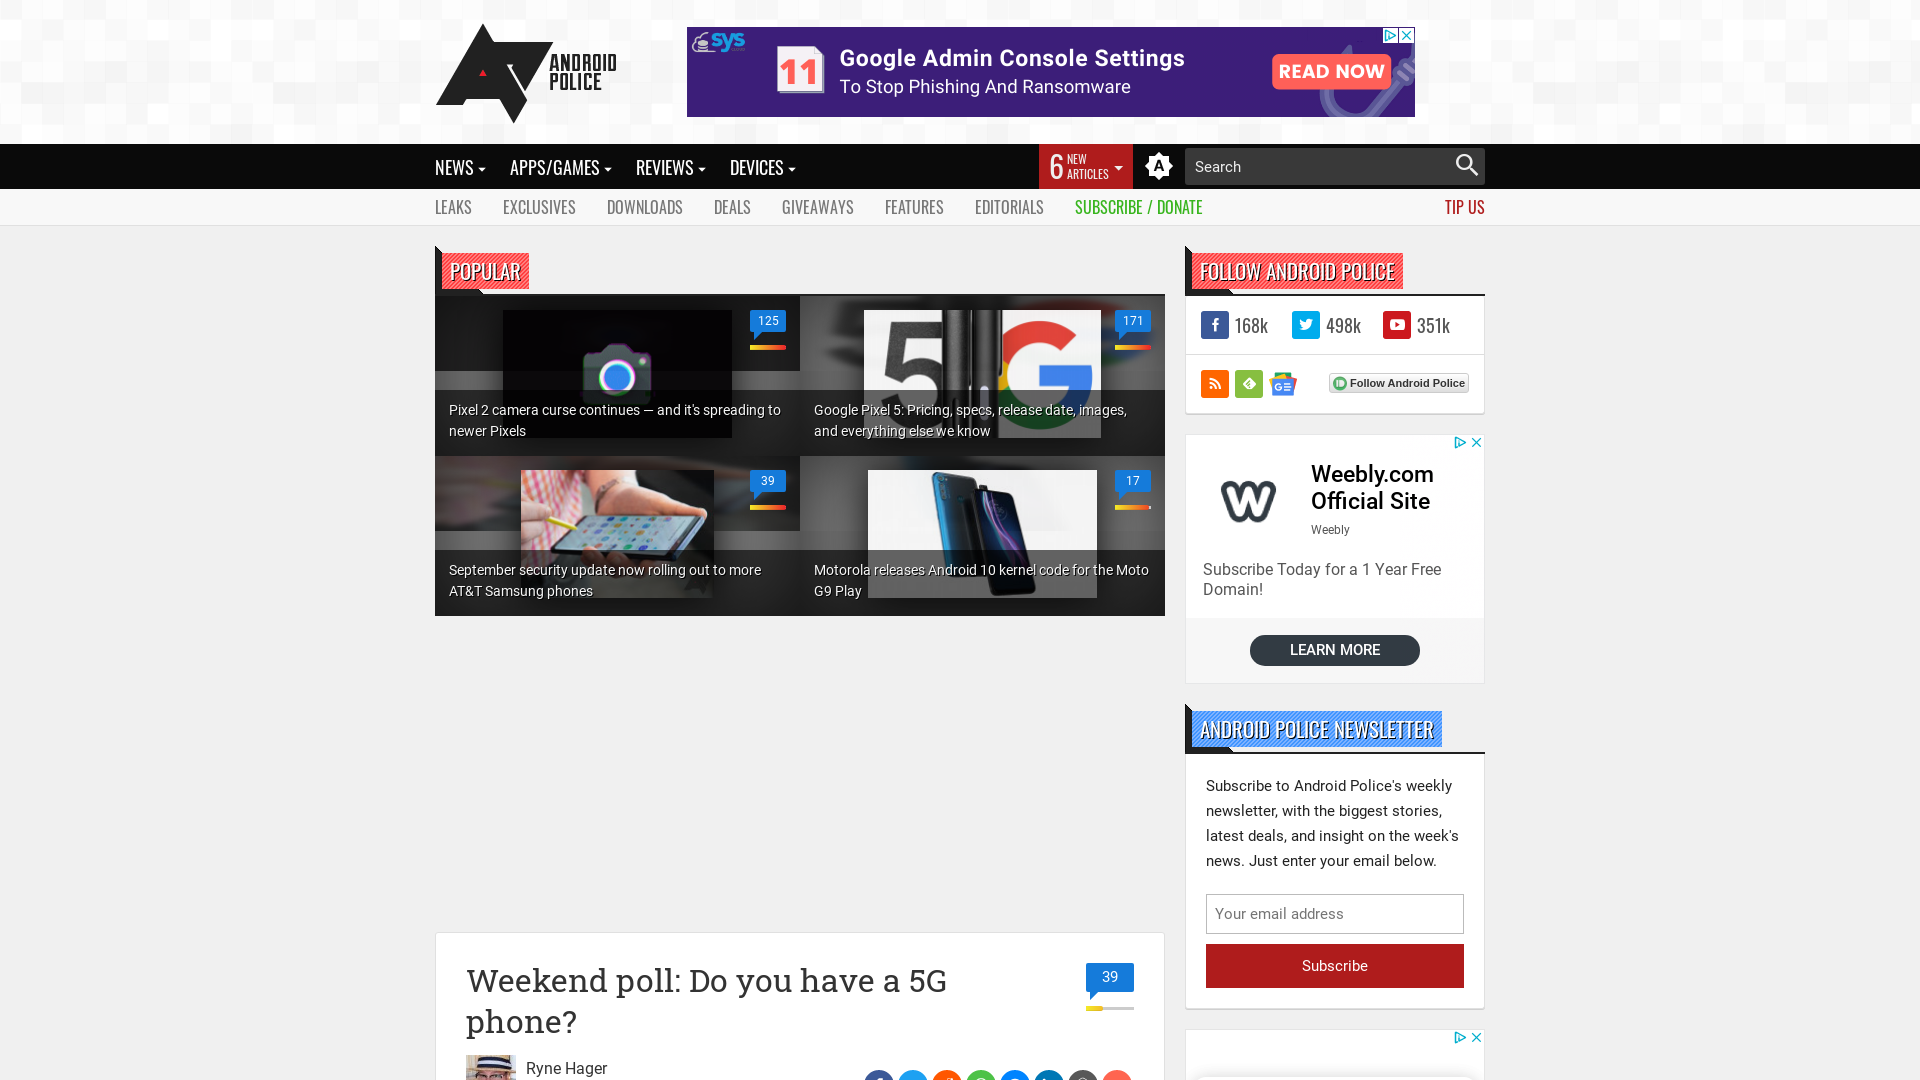 ANDROID
POLICE
sys
11
Google Admin Console Settings
To Stop Phishing And Ransomware
READ NOW
NEWS
APPS/GAMES
REVIEWS
DEVICES
6 NEW
ARTICLES
A
Search
LEAKS
EXCLUSIVES
DOWNLOADS
DEALS
GIVEAWAYS
FEATURES
EDITORIALS
SUBSCRIBE / DONATE
TIP US
POPULAR
125
Pixel 2 camera curse continues — and it's spreading to
newer Pixels
171
5
G
Google Pixel 5: Pricing, specs, release date, images,
and everything else we know
39
September security update now rolling out to more
AT&T Samsung phones
17
Motorola releases Android 10 kernel code for the Moto
G9 Play
Weekend poll: Do you have a 5G
phone?
39
Ryne Hager
FOLLOW ANDROID POLICE
168k
498k
351k
Follow Android Police
Weebly.com
Official Site
Weebly
Subscribe Today for a 1 Year Free
Domain!
LEARN MORE
ANDROID POLICE NEWSLETTER
Subscribe to Android Police's weekly
newsletter, with the biggest stories,
latest deals, and insight on the week's
news. Just enter your email below.
Your email address
Subscribe